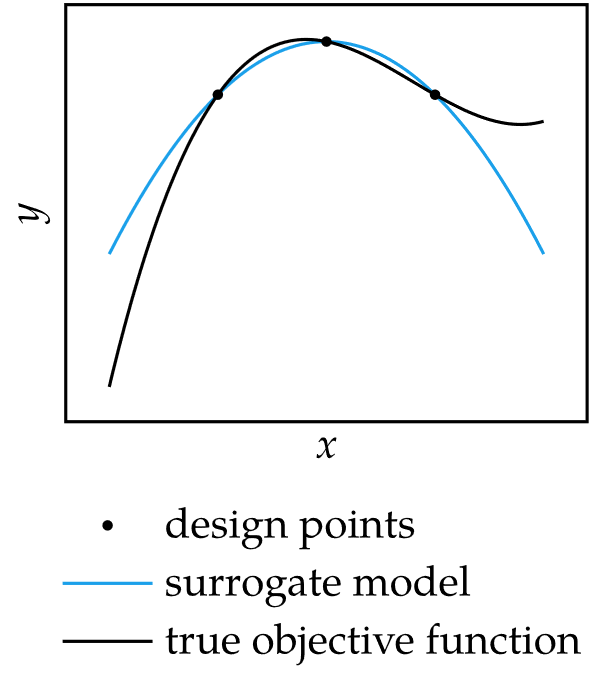 y
x
design points
surrogate model
true objective function